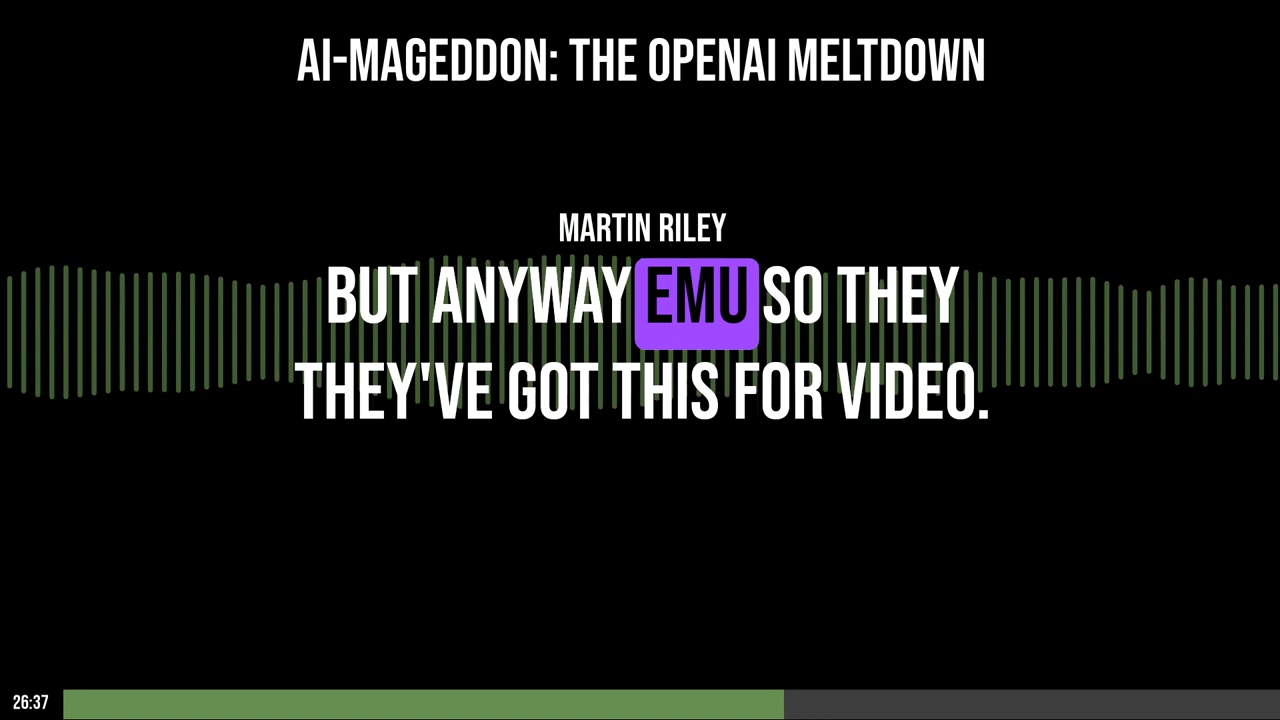 AI-MAGEDDON: THE OPENAI MELTDOWN
MARTIN RILEY
BUT ANYWAY EMU SO THEY
THEY'VE GOT THIS FOR VIDEO.
26:37